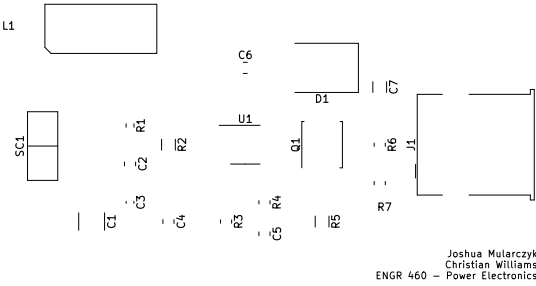 L1
C6
C7
D1
U1
SC1
R1
R2
Q1
R6
J1
C2
C3
R4
R7
C1
C4
R3
R5
C5
Joshua Mularczyk
Christian Williams
ENGR 460 – Power Electronics